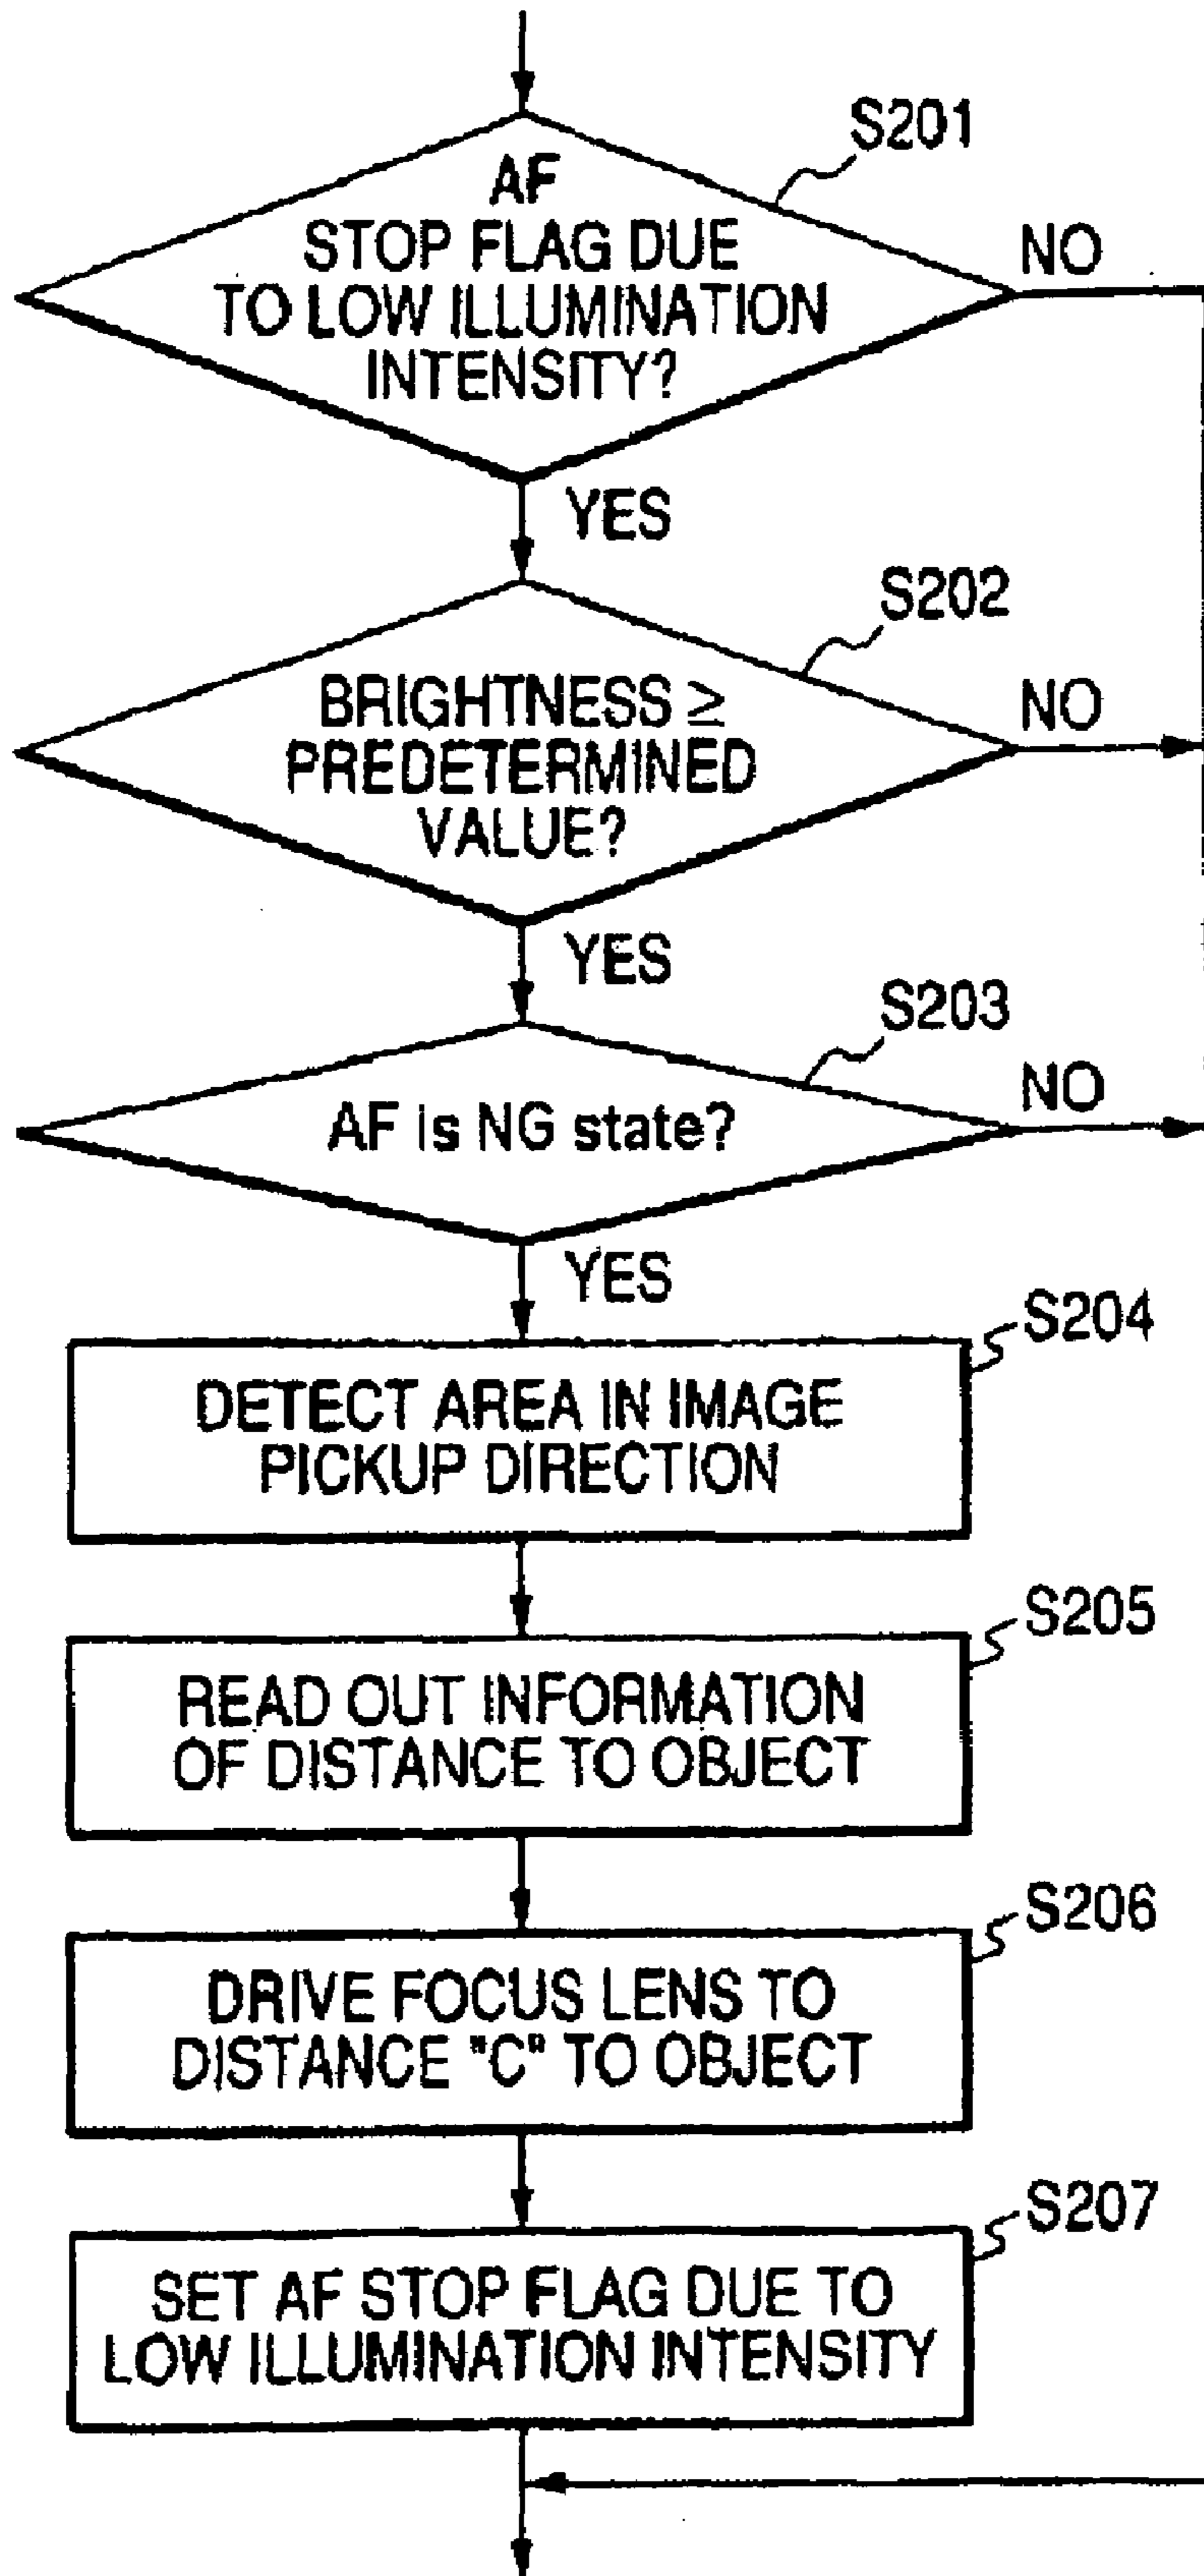 S201
AF
STOP FLAG DUE
TO LOW ILLUMINATION
INTENSITY?
NO
YES
S202
BRIGHTNESS ≥
PREDETERMINED
VALUE?
NO
YES
S203
AF is NG state?
NO
YES
S204
DETECT AREA IN IMAGE
PICKUP DIRECTION
S205
READ OUT INFORMATION
OF DISTANCE TO OBJECT
S206
DRIVE FOCUS LENS TO
DISTANCE "C" TO OBJECT
S207
SET AF STOP FLAG DUE TO
LOW ILLUMINATION INTENSITY